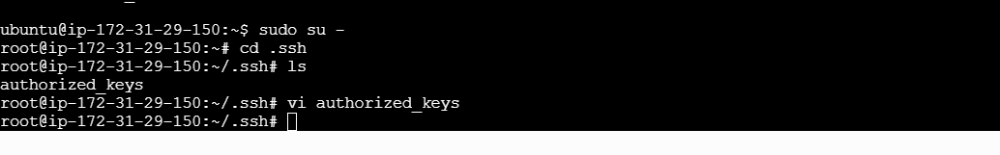 ubuntu@ip-172-31-29-150:~$ sudo su -
root@ip-172-31-29-150:~# cd .ssh
root@ip-172-31-29-150:~/.ssh# ls
authorized_keys
root@ip-172-31-29-150:~/.ssh# vi authorized_keys
root@ip-172-31-29-150:~/.ssh#